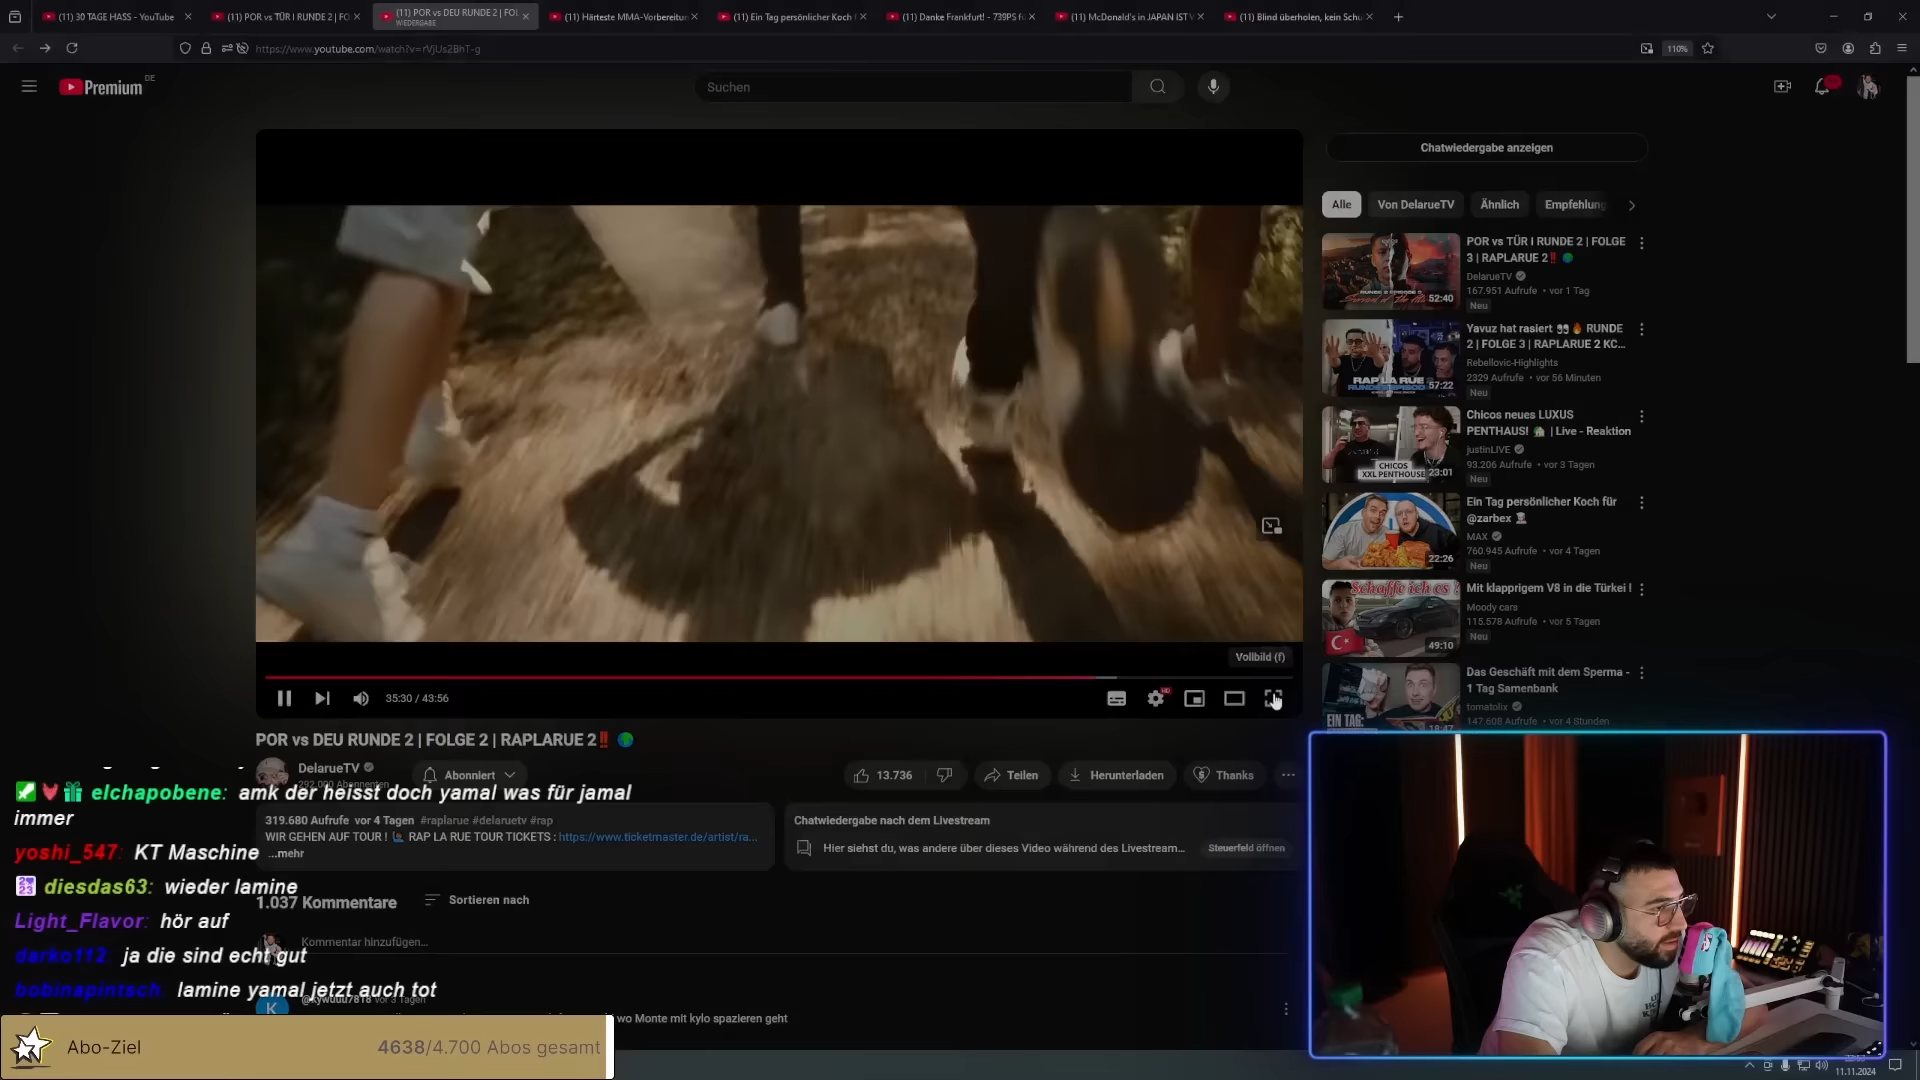 (11) 30 TAGE HASS - YouTube
(11) POR vs TÜR I RUNDE 2 | FO
(11) POR vs DEU RUNDE 2 | FOL
WIEDERGABE
(11) Härteste MMA-Vorbereitun
(11) Ein Tag persönlicher Koch
(11) Danke Frankfurt! - 739PS f
(11) McDonald's in JAPAN IST
(11) Blind überholen, kein Schu
https://www.youtube.com/watch?v=rVjUs2BhT-g
110%
Premium
DE
Suchen
Chatwiedergabe anzeigen
Alle
Von DelarueTV
Ähnlich
Empfehlung
POR vs TÜR I RUNDE 2 | FOLGE
3 | RAPLARUE 2‼ 🌍
DelarueTV
167.951 Aufrufe • vor 1 Tag
Neu
52:40
Yavuz hat rasiert 👀🔥 RUNDE
2 | FOLGE 3 | RAPLARUE 2 KC...
Rebellovic-Highlights
2329 Aufrufe • vor 56 Minuten
Neu
RAP LA RUE
57:22
Chicos neues LUXUS
PENTHAUS! 🏠 | Live - Reaktion
justinLIVE
93.206 Aufrufe • vor 3 Tagen
Neu
CHICOS
XXL PENTHOUSE
23:01
Ein Tag persönlicher Koch für
@zarbex
MAX
760.945 Aufrufe • vor 4 Tagen
Neu
22:26
Mit klapprigem V8 in die Türkei !
Moody cars
115.578 Aufrufe • vor 5 Tagen
Neu
Schaffe ich es ?
49:10
Das Geschäft mit dem Sperma -
1 Tag Samenbank
tomatolix
147.608 Aufrufe • vor 4 Stunden
EIN TAG:
18:47
Vollbild (f)
35:30 / 43:56
HD
POR vs DEU RUNDE 2 | FOLGE 2 | RAPLARUE 2‼ 🌍
DelarueTV
292.000 Abonnenten
Abonniert
13.736
Teilen
Herunterladen
Thanks
319.680 Aufrufe vor 4 Tagen #raplarue #delaruetv #rap
WIR GEHEN AUF TOUR ! RAP LA RUE TOUR TICKETS : https://www.ticketmaster.de/artist/ra...
...mehr
Chatwiedergabe nach dem Livestream
Hier siehst du, was andere über dieses Video während des Livestream...
Steuerfeld öffnen
1.037 Kommentare
Sortieren nach
Kommentar hinzufügen...
@kywuuu7818 vor 3 Tagen
wo Monte mit kylo spazieren geht
K
elchapobene: amk der heisst doch yamal was für jamal
immer
yoshi_547: KT Maschine
diesdas63: wieder lamine
Light_Flavor: hör auf
darko112 ja die sind echt gut
bobinapintsch lamine yamal jetzt auch tot
Abo-Ziel
4638/4.700 Abos gesamt
11.11.2024